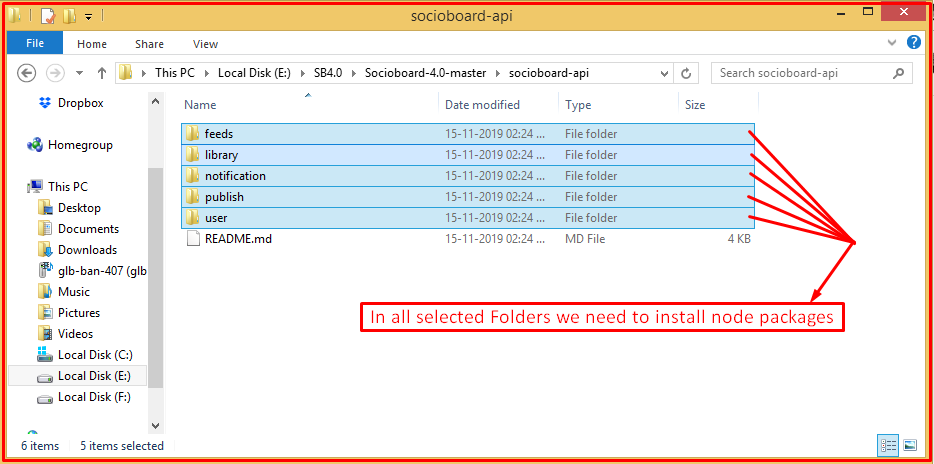 socioboard-api
File Home Share View
This PC Local Disk (E:) SB4.0 Socioboard-4.0-master socioboard-api
Search socioboard-api
Dropbox
Homegroup
This PC
Desktop
Documents
Downloads
glb-ban-407 (glb
Music
Pictures
Videos
Local Disk (C:)
Local Disk (E:)
Local Disk (F:)
Name Date modified Type Size
feeds 15-11-2019 02:24 ... File folder
library 15-11-2019 02:24 ... File folder
notification 15-11-2019 02:24 ... File folder
publish 15-11-2019 02:24 ... File folder
user 15-11-2019 02:24 ... File folder
README.md 15-11-2019 02:24 ... MD File 4 KB
In all selected Folders we need to install node packages
6 items 5 items selected